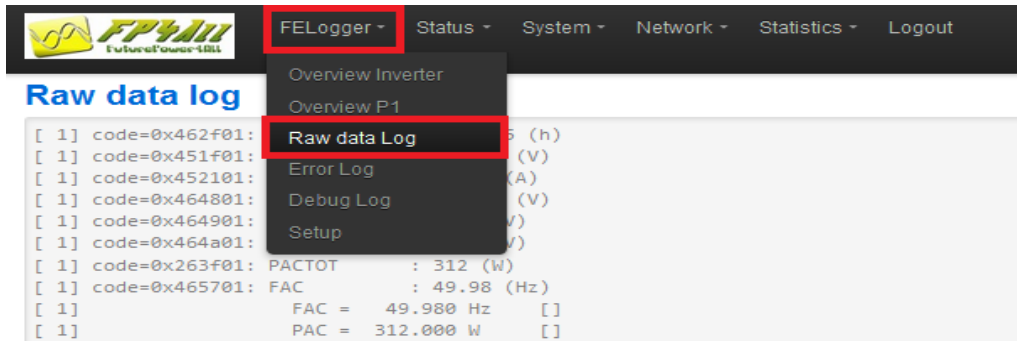 FP4All
FuturePower4All
FELogger Status System Network Statistics Logout
Overview Inverter
Overview P1
Raw data Log
Error Log
Debug Log
Setup
Raw data log
[ 1] code=0x462f01: (h)
[ 1] code=0x451f01: (V)
[ 1] code=0x452101: (A)
[ 1] code=0x464801: (V)
[ 1] code=0x464901: V)
[ 1] code=0x464a01: V)
[ 1] code=0x263f01: PACTOT : 312 (W)
[ 1] code=0x465701: FAC : 49.98 (Hz)
[ 1] FAC = 49.980 Hz []
[ 1] PAC = 312.000 W []